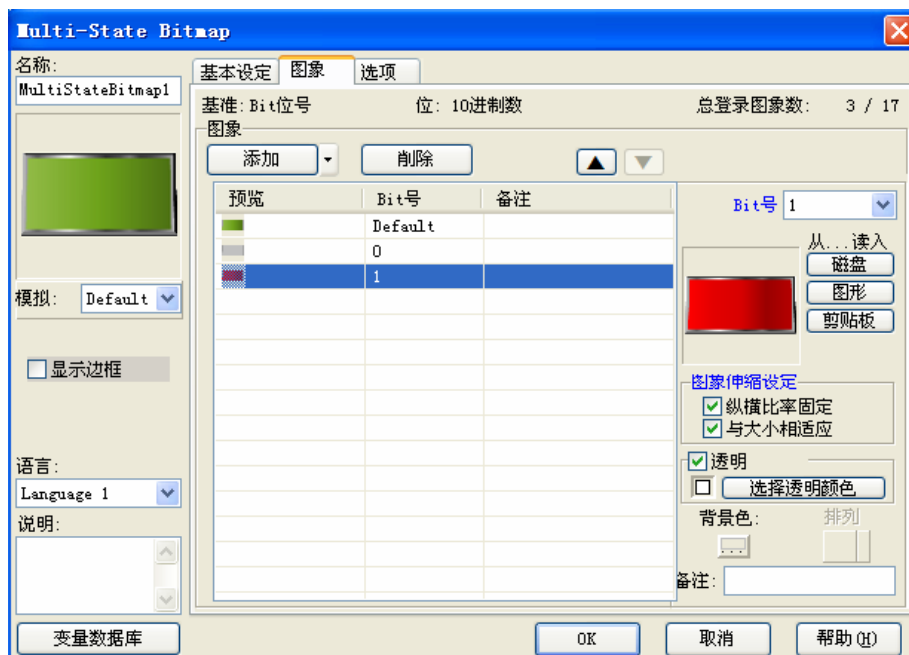 Multi-State Bitmap
名称:
MultiStateBitmap1
基本设定 图象 选项
基准: Bit位号 位: 10进制数 总登录图象数: 3 / 17
图象
添加 削除
预览 Bit号 备注
Default
0
1
Bit号 1
从...读入
磁盘
图形
剪贴板
模拟: Default
显示边框
图象伸缩设定
纵横比率固定
与大小相适应
透明
选择透明颜色
背景色: 排列
...
备注:
语言:
Language 1
说明:
变量数据库 OK 取消 帮助(H)